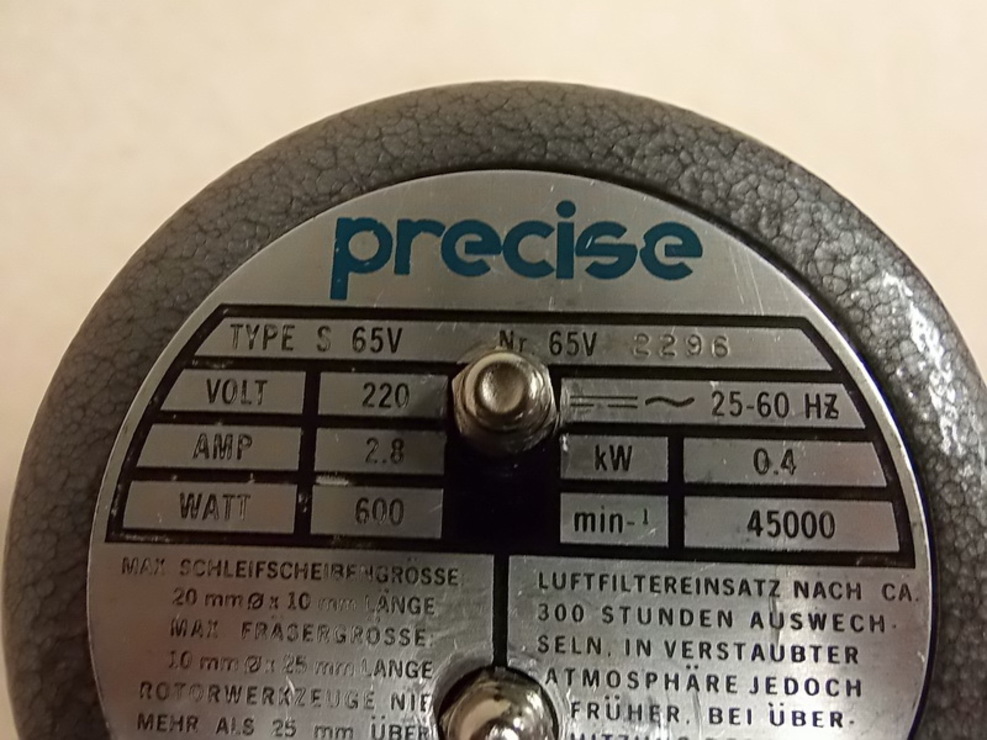 precise
TYPE S 65V Nr 65V 2296
VOLT 220 ⎓ ~ 25-60 HZ
AMP 2.8 kW 0.4
WATT 600 min-¹ 45000
MAX SCHLEIFSCHEIBENGRÖSSE
20 mm Ø x 10 mm LÄNGE
MAX FRÄSERGRÖSSE
10 mm Ø x 25 mm LÄNGE
ROTORWERKZEUGE NIE
MEHR ALS 25 mm ÜBER
LUFTFILTEREINSATZ NACH CA.
300 STUNDEN AUSWECH-
SELN. IN VERSTAUBTER
ATMOSPHÄRE JEDOCH
FRÜHER. BEI ÜBER-